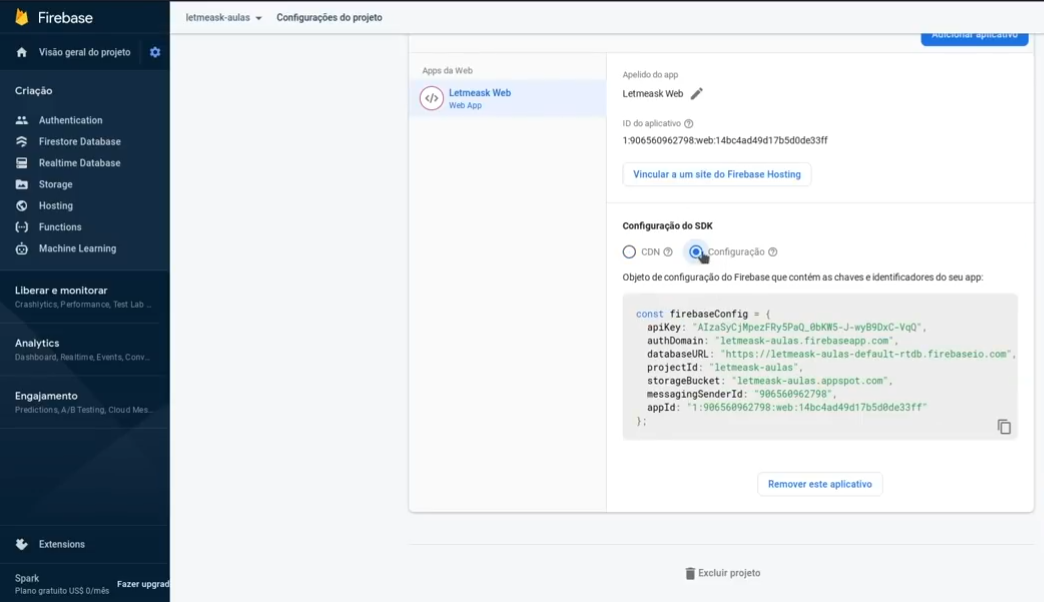 Firebase
letmeask-aulas
Configurações do projeto
Visão geral do projeto
Criação
Authentication
Firestore Database
Realtime Database
Storage
Hosting
Functions
Machine Learning
Liberar e monitorar
Crashlytics, Performance, Test Lab ...
Analytics
Dashboard, Realtime, Events, Conv...
Engajamento
Predictions, A/B Testing, Cloud Mes...
Extensions
Spark
Plano gratuito US$ 0/mês
Fazer upgrad
Adicionar aplicativo
Apps da Web
Letmeask Web
Web App
Apelido do app
Letmeask Web
ID do aplicativo
1:906560962798:web:14bc4ad49d17b5d0de33ff
Vincular a um site do Firebase Hosting
Configuração do SDK
CDN
Configuração
Objeto de configuração do Firebase que contém as chaves e identificadores do seu app:
const firebaseConfig = {
apiKey: "AIzaSyCjMpezFRy5PaQ_0bKW5-J-wyB9DxC-VqQ",
authDomain: "letmeask-aulas.firebaseapp.com",
databaseURL: "https://letmeask-aulas-default-rtdb.firebaseio.com",
projectId: "letmeask-aulas",
storageBucket: "letmeask-aulas.appspot.com",
messagingSenderId: "906560962798",
appId: "1:906560962798:web:14bc4ad49d17b5d0de33ff"
};
Remover este aplicativo
Excluir projeto